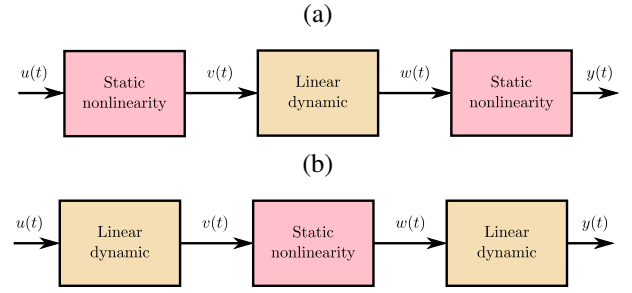 (a)
u(t) v(t) w(t) y(t)
Static Linear Static
nonlinearity dynamic nonlinearity
(b)
u(t) v(t) w(t) y(t)
Linear Static Linear
dynamic nonlinearity dynamic